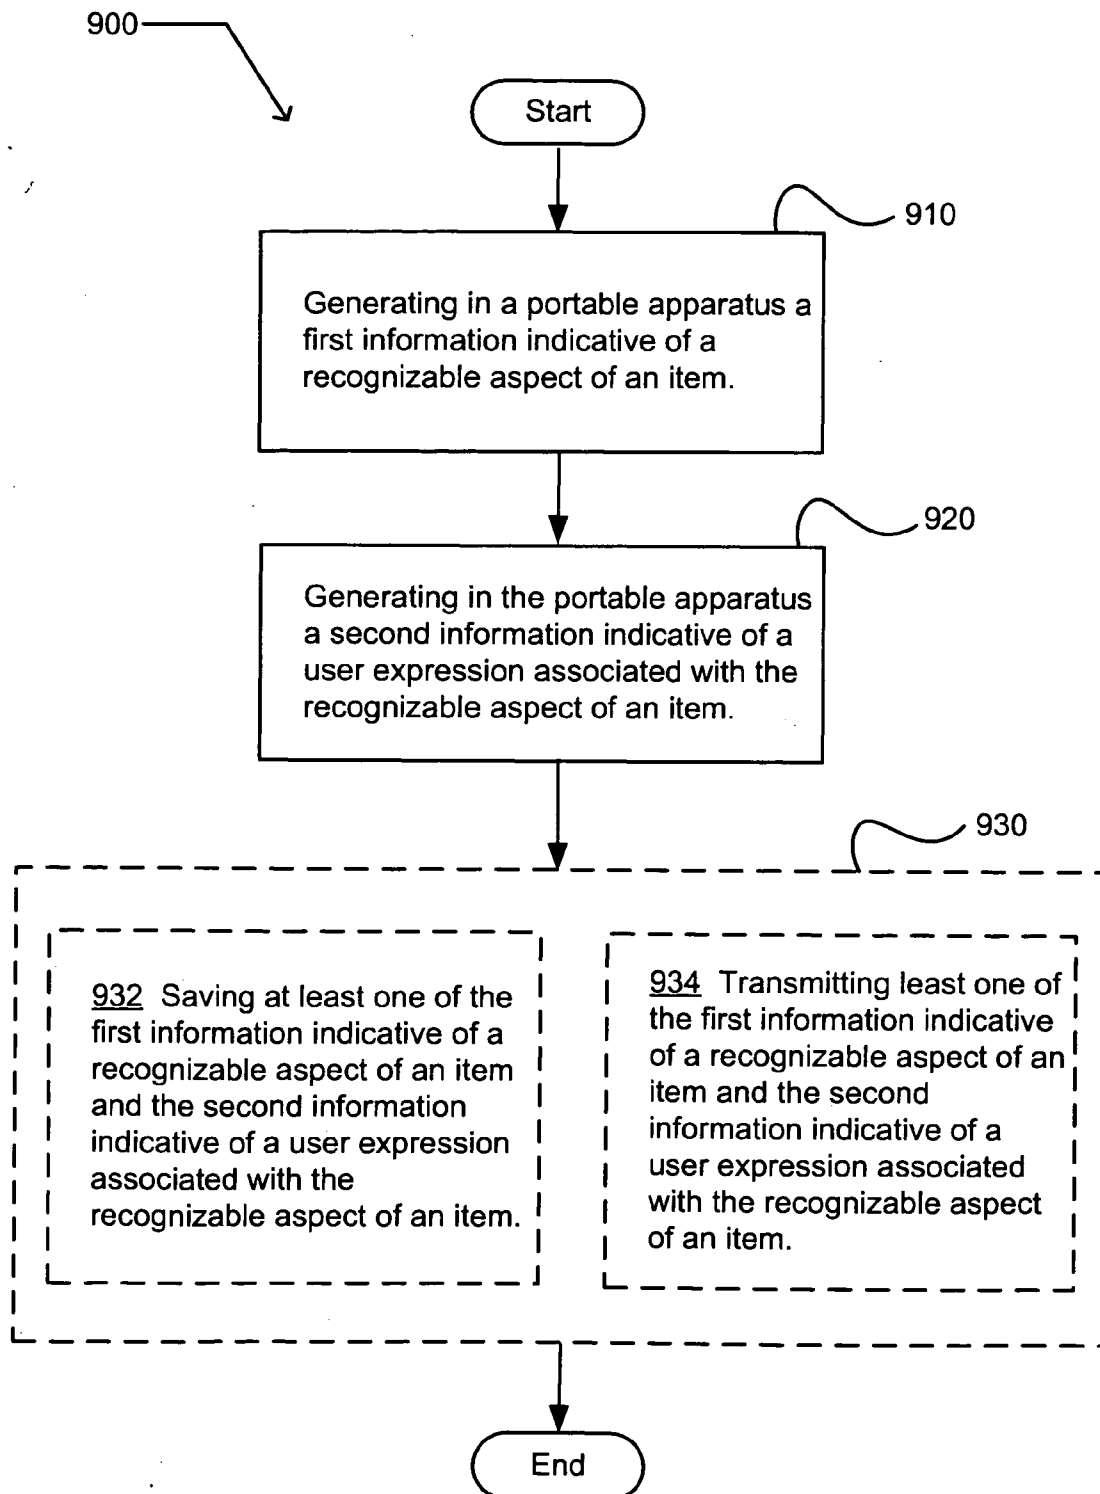 900
Start
910
Generating in a portable apparatus a
first information indicative of a
recognizable aspect of an item.
920
Generating in the portable apparatus
a second information indicative of a
user expression associated with the
recognizable aspect of an item.
930
932 Saving at least one of the
first information indicative of a
recognizable aspect of an item
and the second information
indicative of a user expression
associated with the
recognizable aspect of an item.
934 Transmitting least one of
the first information indicative
of a recognizable aspect of an
item and the second
information indicative of a
user expression associated
with the recognizable aspect
of an item.
End